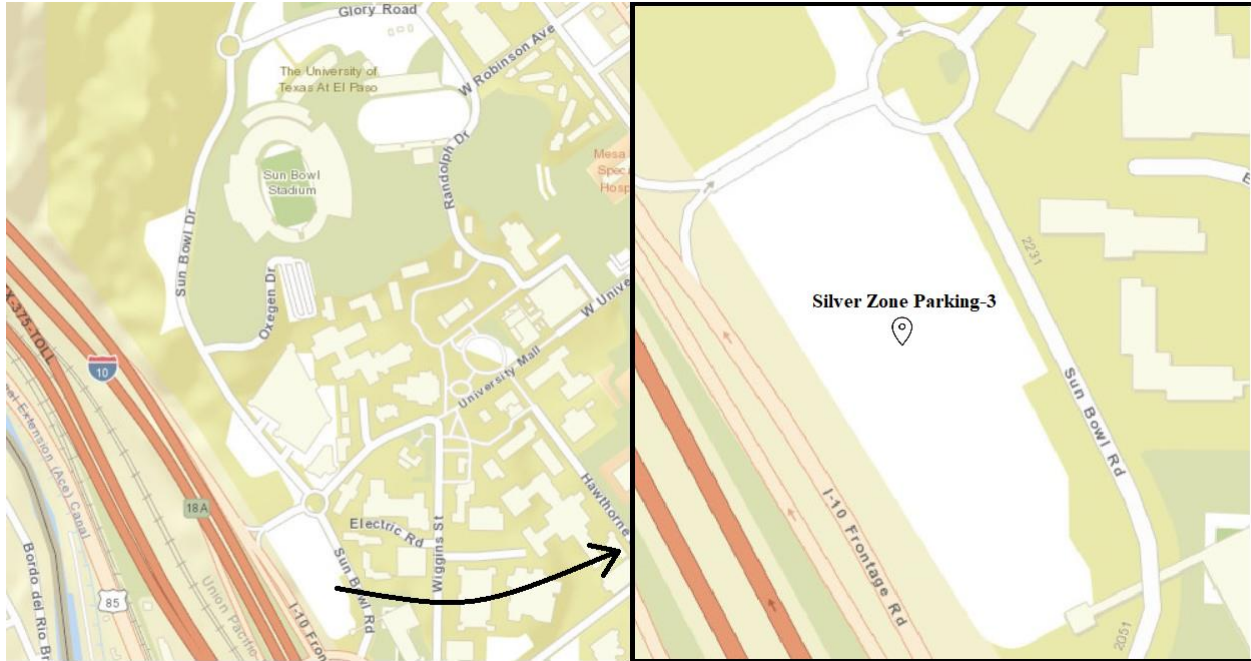 Glory Road
The University of
Texas At El Paso
W Robinson Ave
Randolph Dr
Mesa
Spec
Hosp
Sun Bowl
Stadium
Sun Bowl Dr
Oxegen Dr
W Unive
University Mall
X-375-TOLL
10
nal Extension (Ace) Canal
18A
Electric Rd
Wiggins St
Hawthorne
Sun Bowl Rd
Union Pacific
85
I-10 Fron
Bordo del Rio Br
Silver Zone Parking-3
2231
E
Sun Bowl Rd
I-10 Frontage Rd
2051